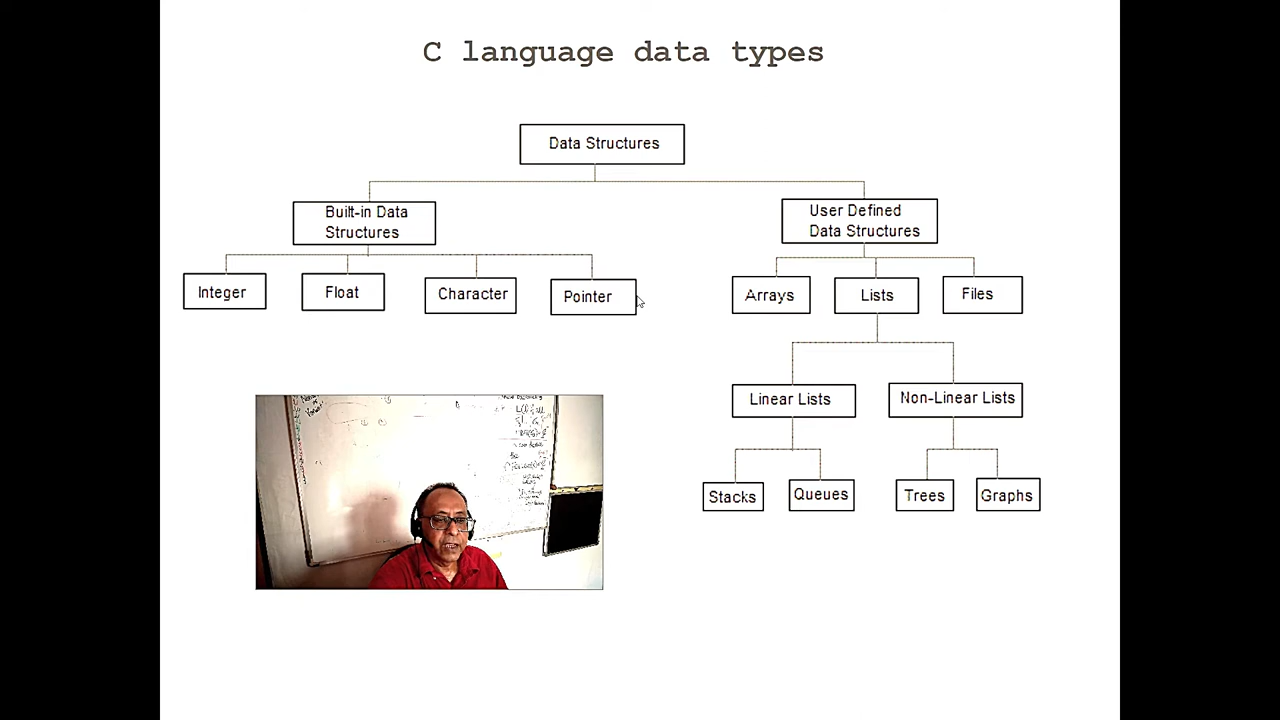 C language data types
Data Structures
Built-in Data
Structures
User Defined
Data Structures
Integer
Float
Character
Pointer
Arrays
Lists
Files
Linear Lists
Non-Linear Lists
Stacks
Queues
Trees
Graphs